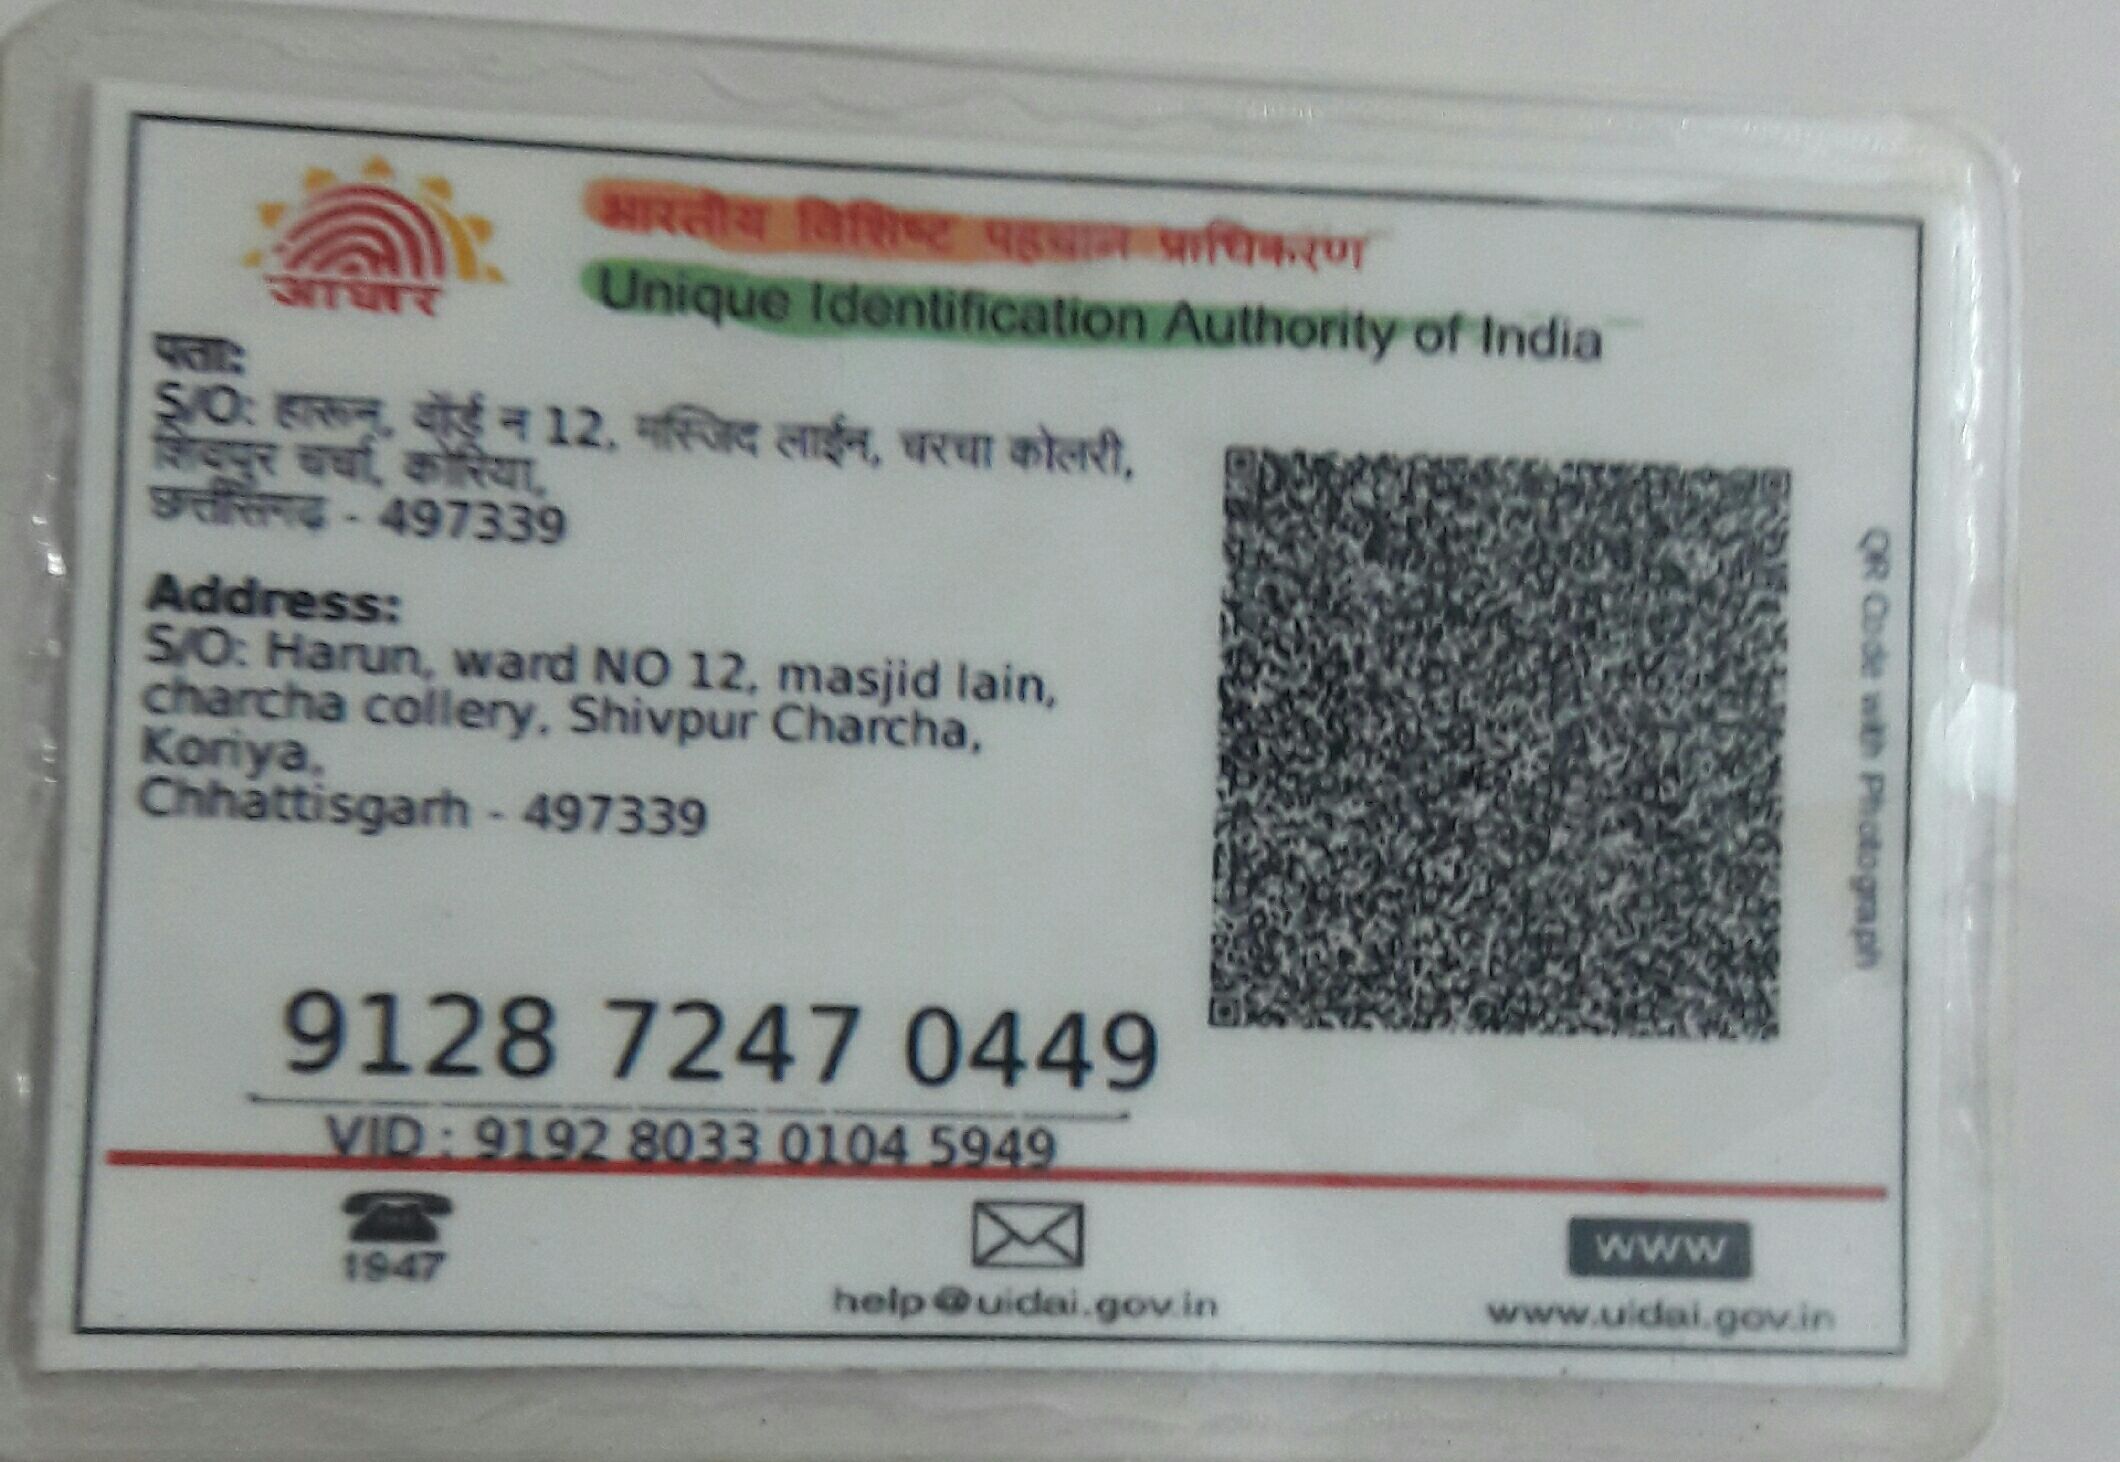 आधार
भारतीय विशिष्ट पहचान प्राधिकरण
Unique Identification Authority of India
पता:
S/O: हारून, वॉर्ड न 12, मस्जिद लाईन, चरचा कोलरी,
शिवपुर चर्चा, कोरिया,
छत्तीसगढ़ - 497339
Address:
S/O: Harun, ward NO 12, masjid lain,
charcha collery, Shivpur Charcha,
Koriya,
Chhattisgarh - 497339
QR Code with Photograph
9128 7247 0449
VID : 9192 8033 0104 5949
1947
help@uidai.gov.in
www
www.uidai.gov.in